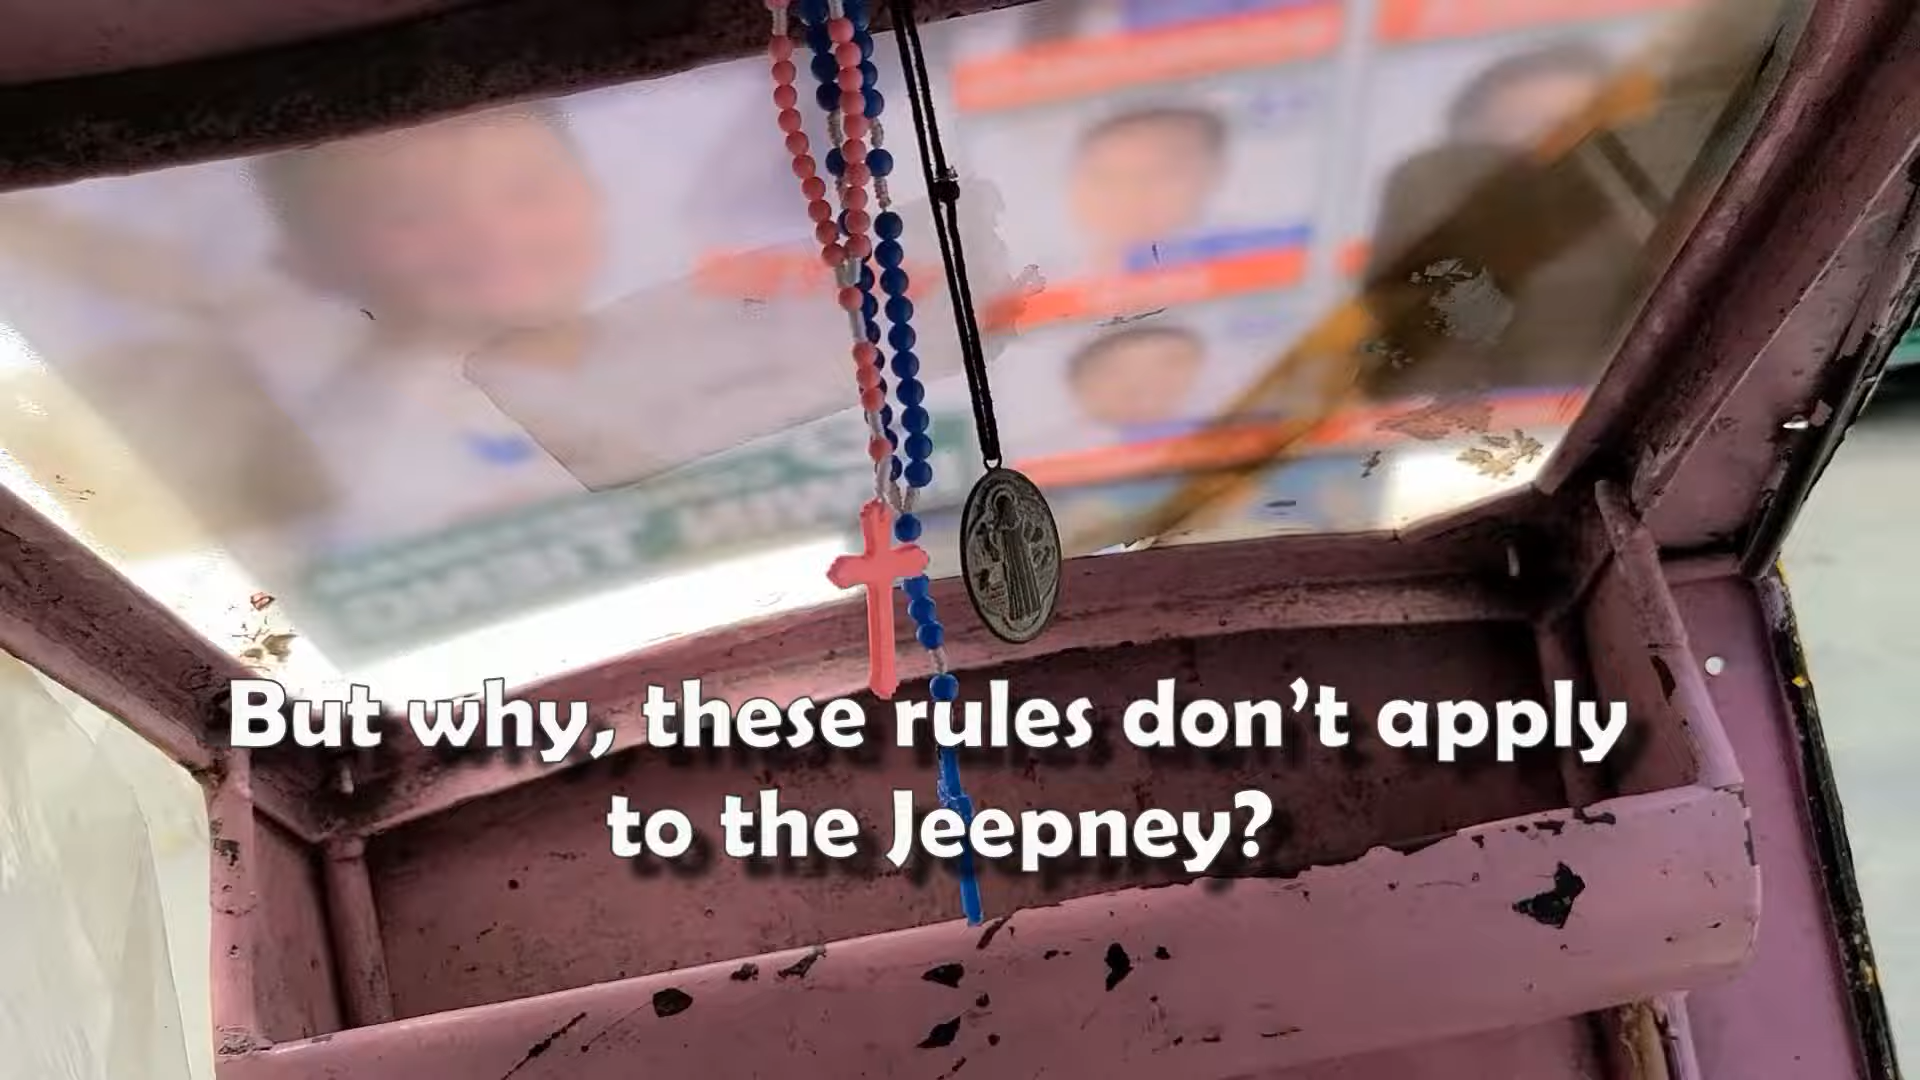 But why, these rules don’t apply
to the Jeepney?